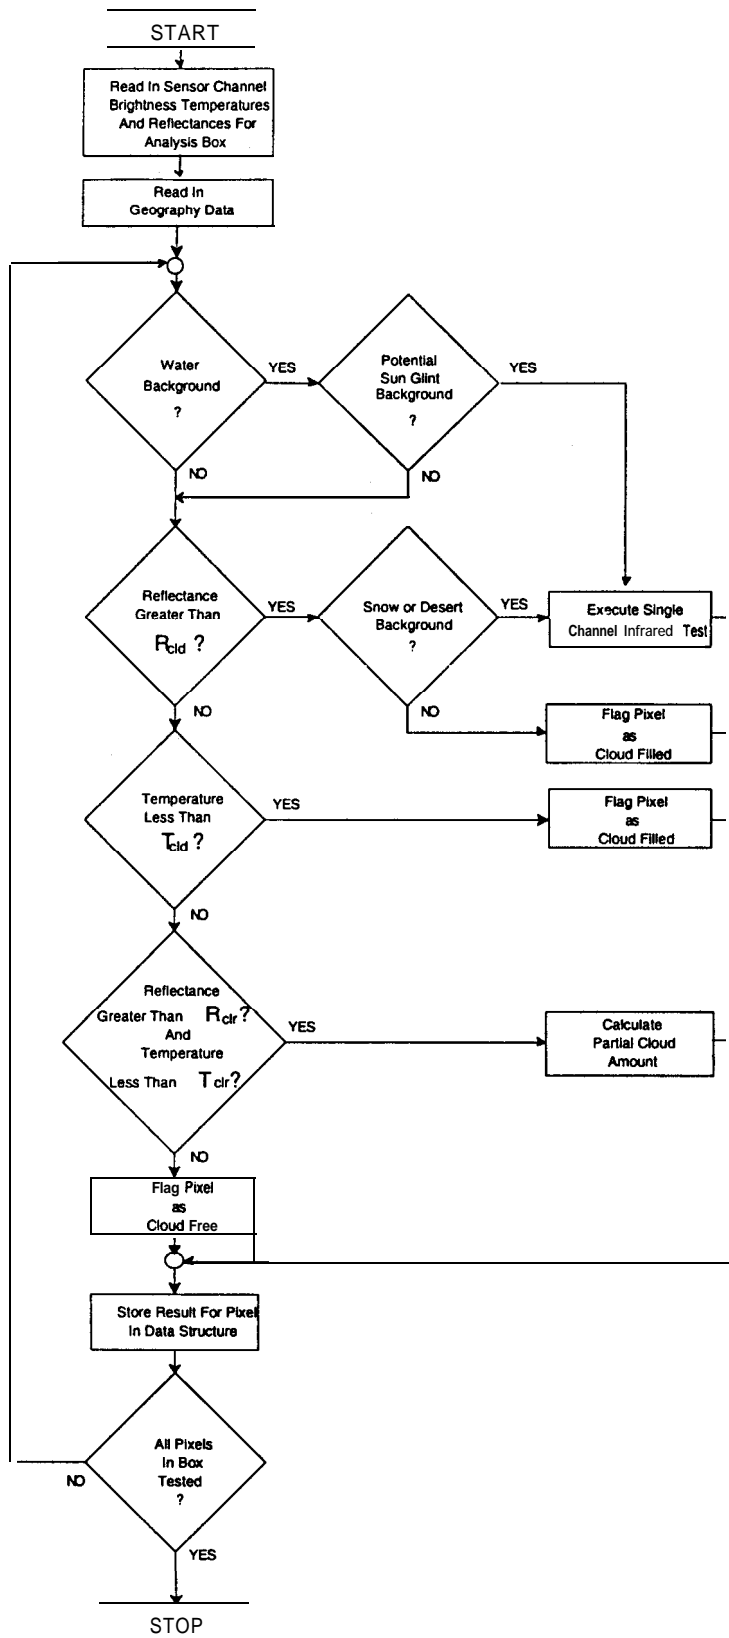 START
Read In Sensor Channel
Brightness Temperatures
And Reflectances For
Analysis Box
Read In
Geography Data
Water
Background
?
YES
NO
Potential
Sun Glint
Background
?
YES
NO
Reflectance
Greater Than
Rcld ?
YES
NO
Snow or Desert
Background
?
YES
NO
Execute Single
Channel Infrared Test
Flag Pixel
as
Cloud Filled
Temperature
Less Than
Tcld ?
YES
NO
Flag Pixel
as
Cloud Filled
Reflectance
Greater Than Rclr?
And
Temperature
Less Than Tclr?
YES
NO
Calculate
Partial Cloud
Amount
Flag Pixel
as
Cloud Free
Store Result For Pixel
In Data Structure
All Pixels
In Box
Tested
?
NO
YES
STOP